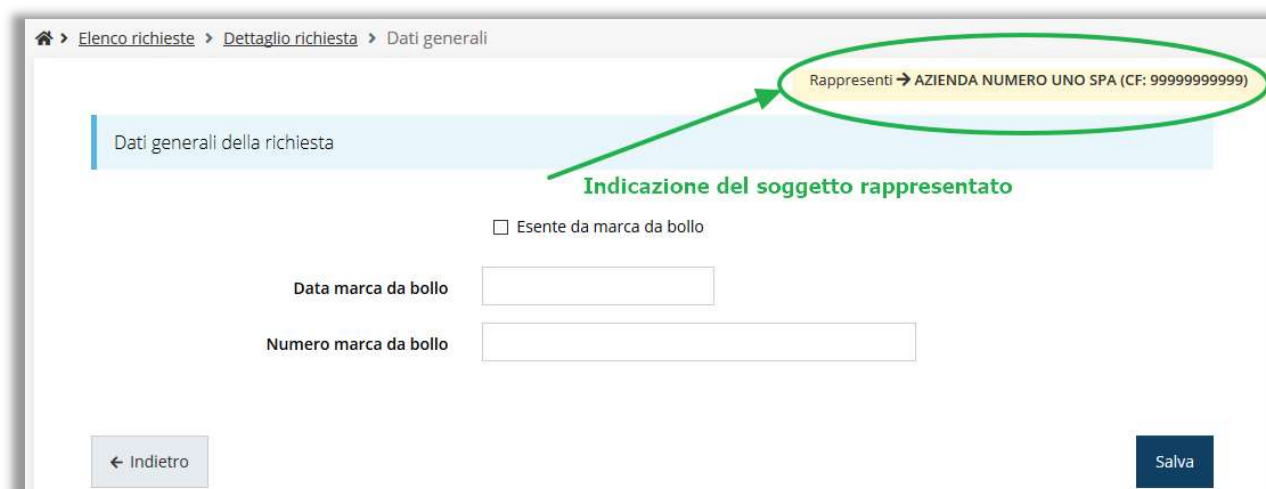 Elenco richieste > Dettaglio richiesta > Dati generali
Rappresenti → AZIENDA NUMERO UNO SPA (CF: 99999999999)
Dati generali della richiesta
Indicazione del soggetto rappresentato
Esente da marca da bollo
Data marca da bollo
Numero marca da bollo
← Indietro
Salva